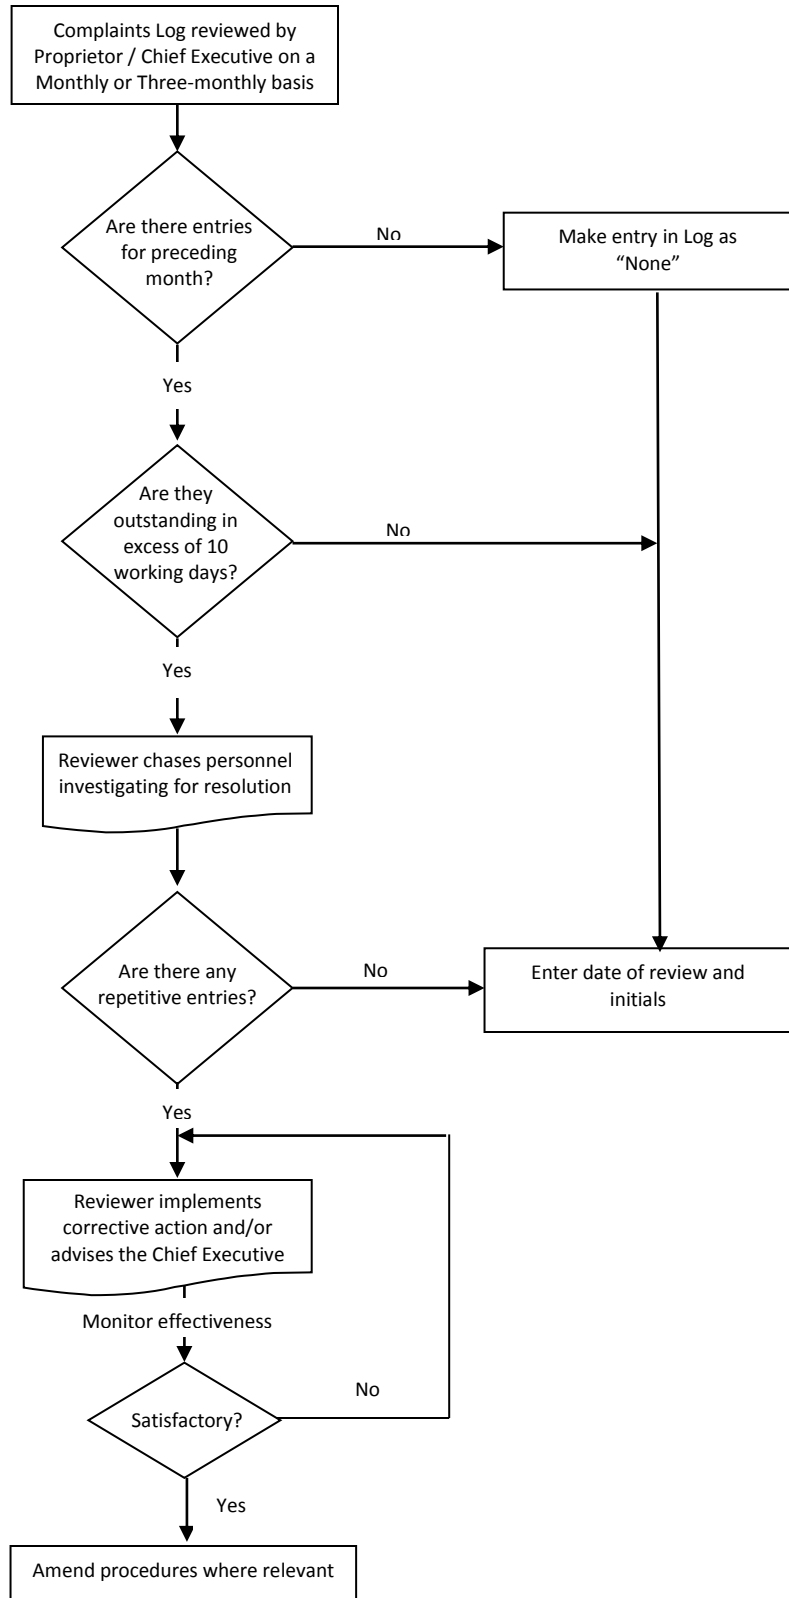 Complaints Log reviewed by
Proprietor / Chief Executive on a
Monthly or Three-monthly basis
Are there entries
for preceding
month?
No
Make entry in Log as
“None”
Yes
Are they
outstanding in
excess of 10
working days?
No
Yes
Reviewer chases personnel
investigating for resolution
Are there any
repetitive entries?
No
Enter date of review and
initials
Yes
Reviewer implements
corrective action and/or
advises the Chief Executive
Monitor effectiveness
Satisfactory?
No
Yes
Amend procedures where relevant